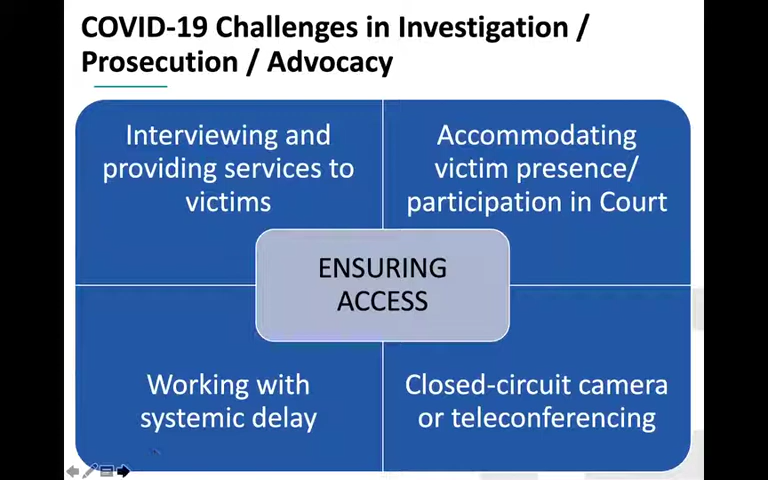 COVID-19 Challenges in Investigation /
Prosecution / Advocacy
Interviewing and
providing services to
victims
Accommodating
victim presence/
participation in Court
ENSURING
ACCESS
Working with
systemic delay
Closed-circuit camera
or teleconferencing